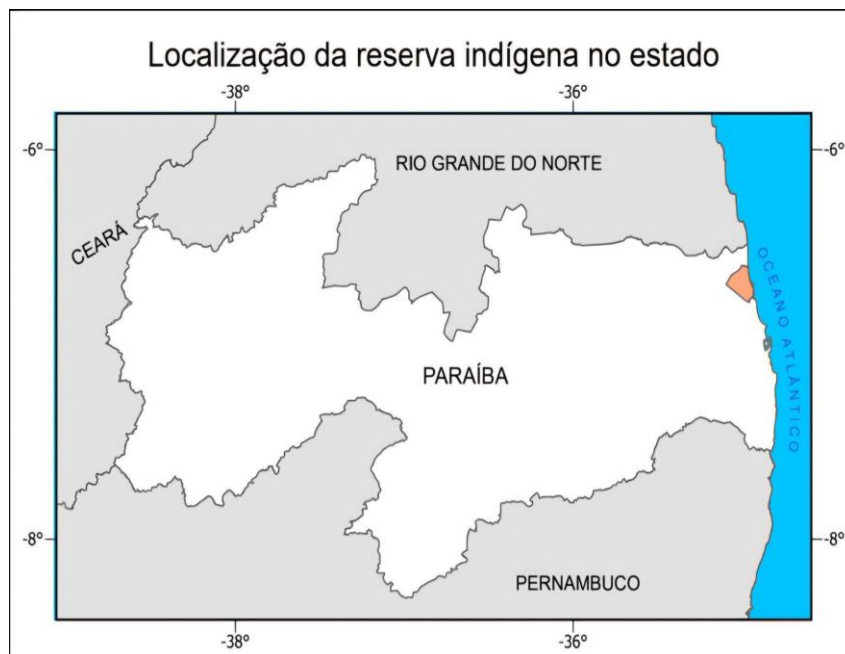 Localização da reserva indígena no estado
-38º
-36º
-6º
-6º
RIO GRANDE DO NORTE
CEARÁ
OCEANO ATLÂNTICO
PARAÍBA
-8º
-8º
PERNAMBUCO
-38º
-36º